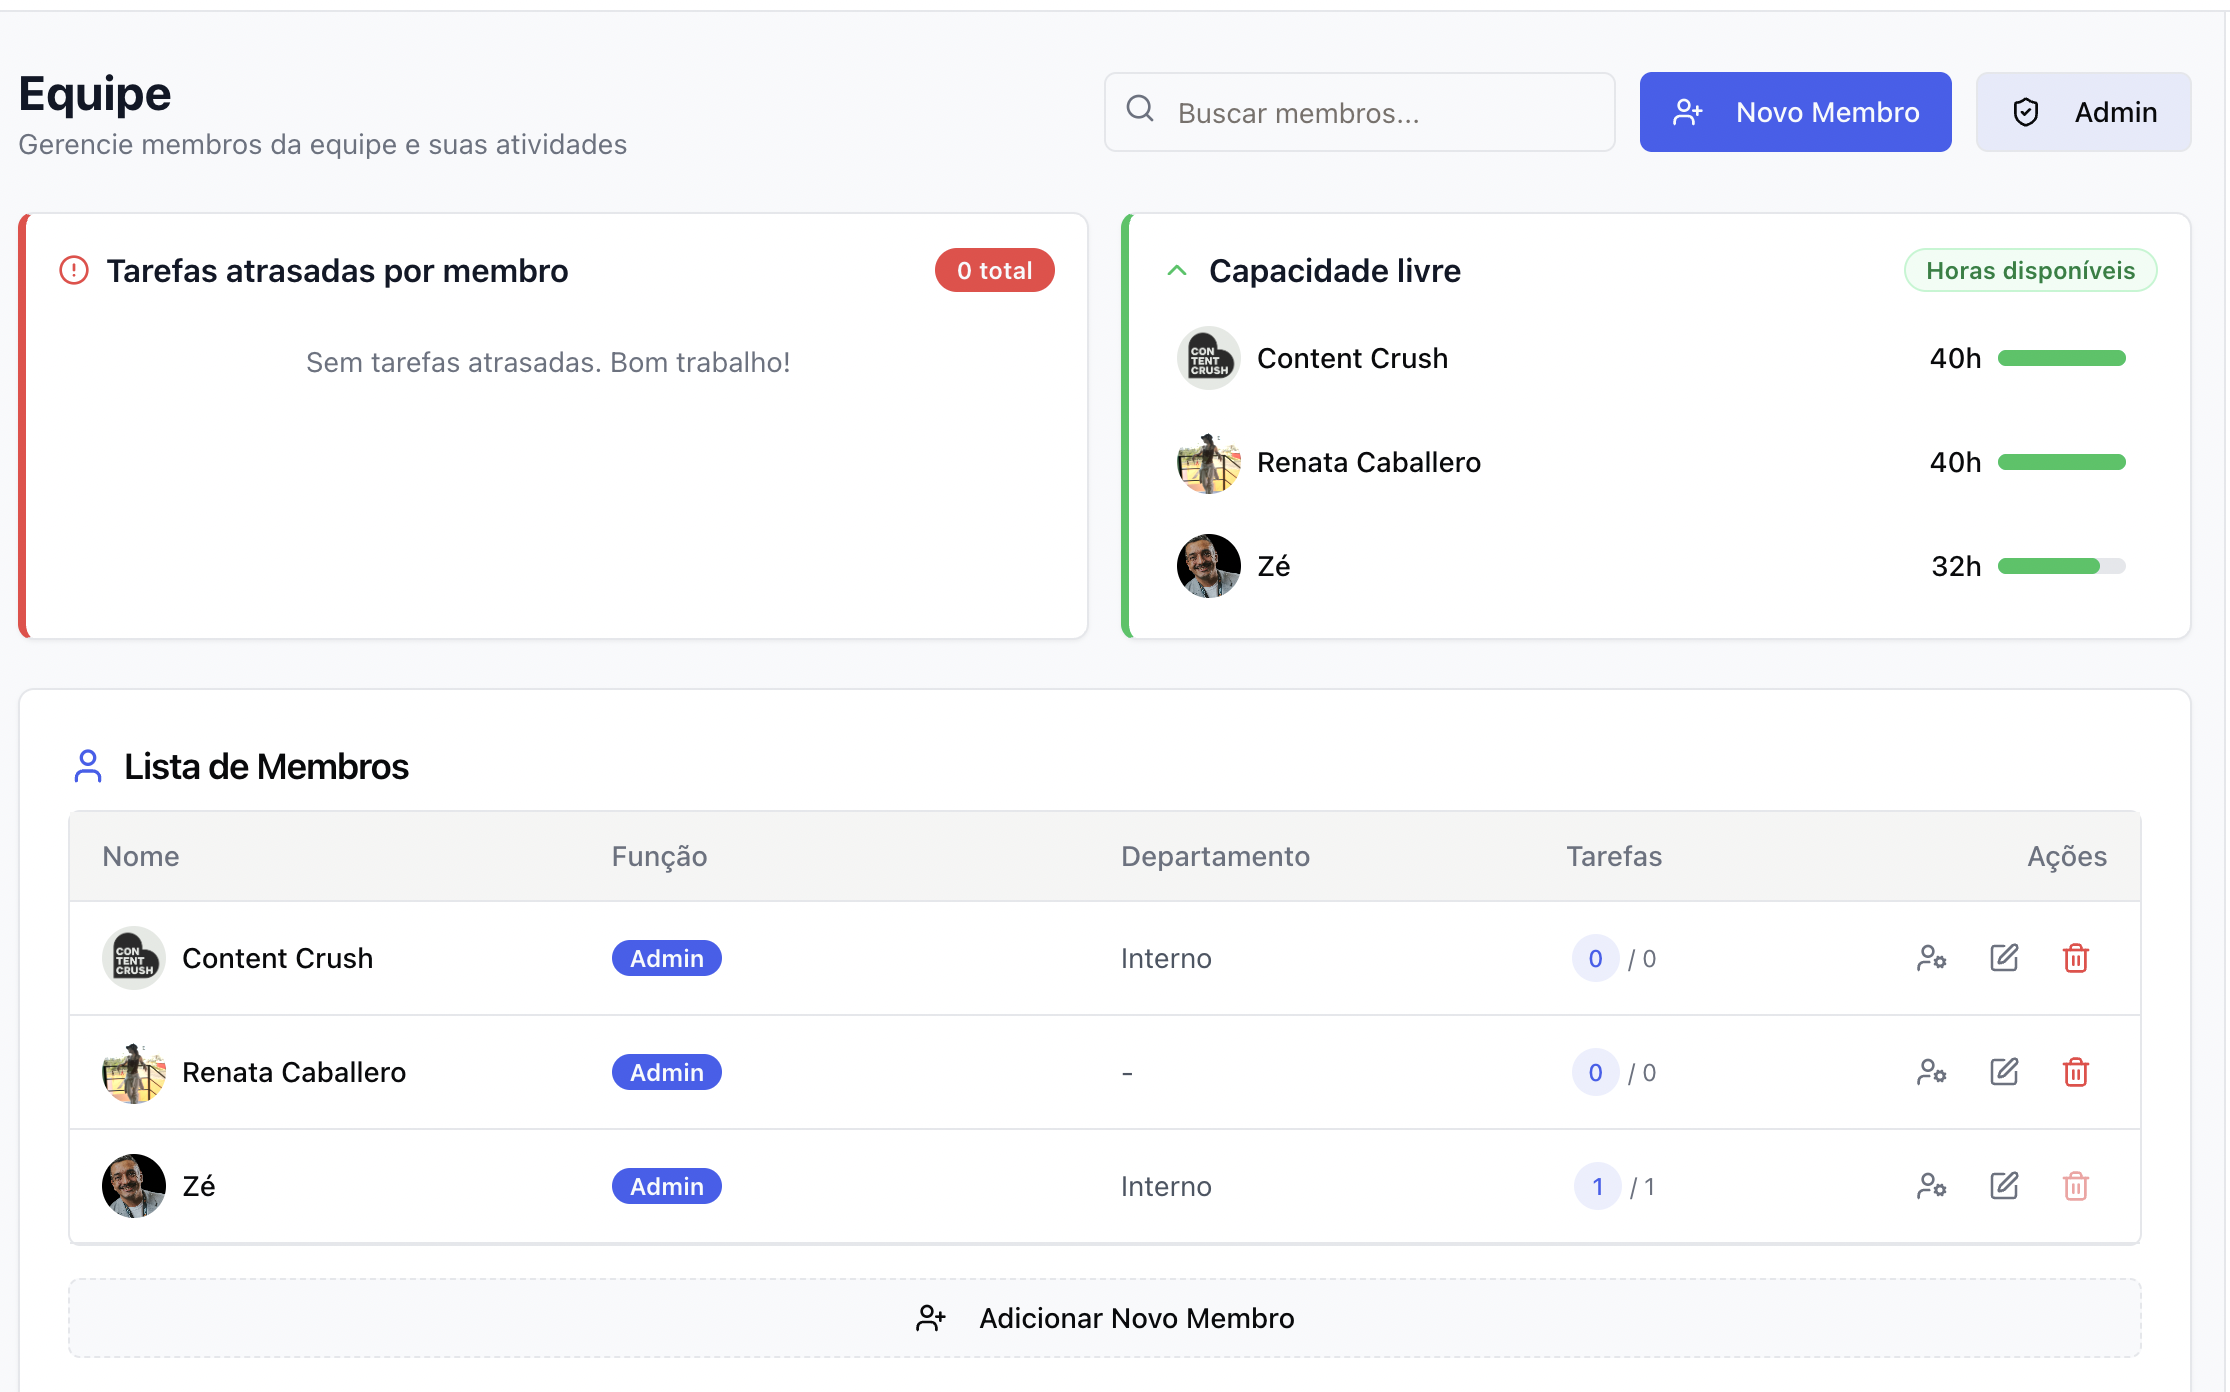 Equipe
Gerencie membros da equipe e suas atividades
Buscar membros...
Novo Membro
Admin
Tarefas atrasadas por membro
0 total
Sem tarefas atrasadas. Bom trabalho!
Capacidade livre
Horas disponíveis
CON
TENT
CRUSH
Content Crush
40h
Renata Caballero
40h
Zé
32h
Lista de Membros
Nome Função Departamento Tarefas Ações
CON
TENT
CRUSH
Content Crush Admin Interno 0 / 0
Renata Caballero Admin - 0 / 0
Zé Admin Interno 1 / 1
Adicionar Novo Membro